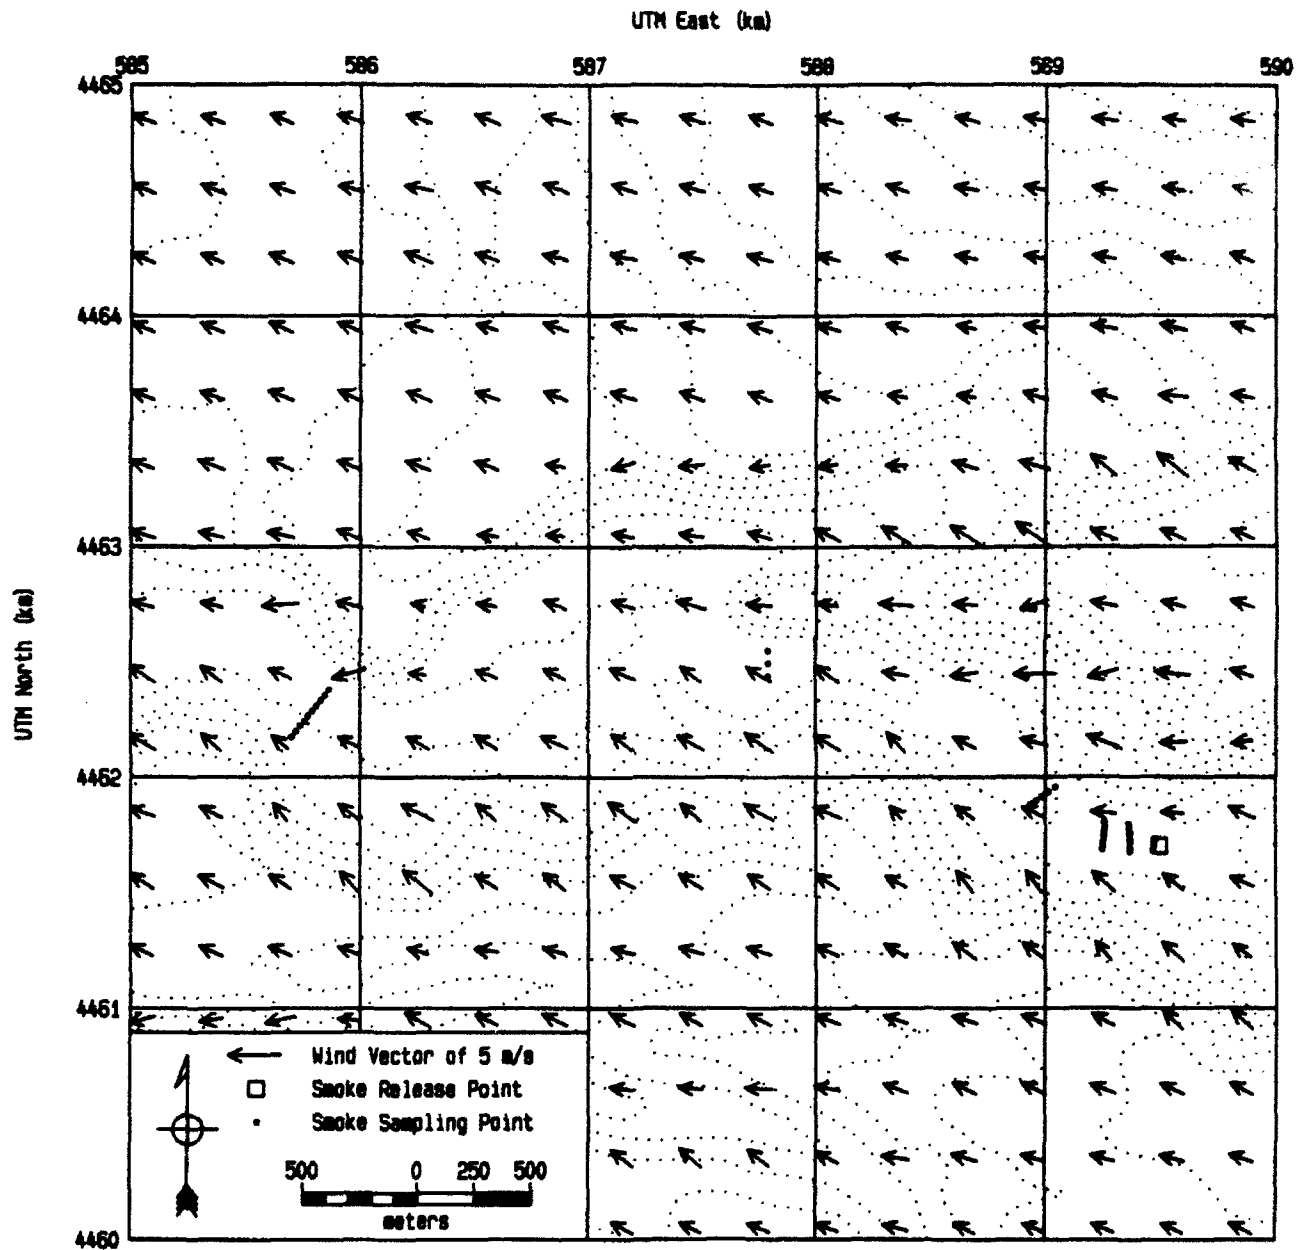 UTM East (km)
585 586 587 588 589 590
4465
4464
4463
UTM North (km)
4462
4461
Wind Vector of 5 m/s
Smoke Release Point
Smoke Sampling Point
500 0 250 500
meters
4460